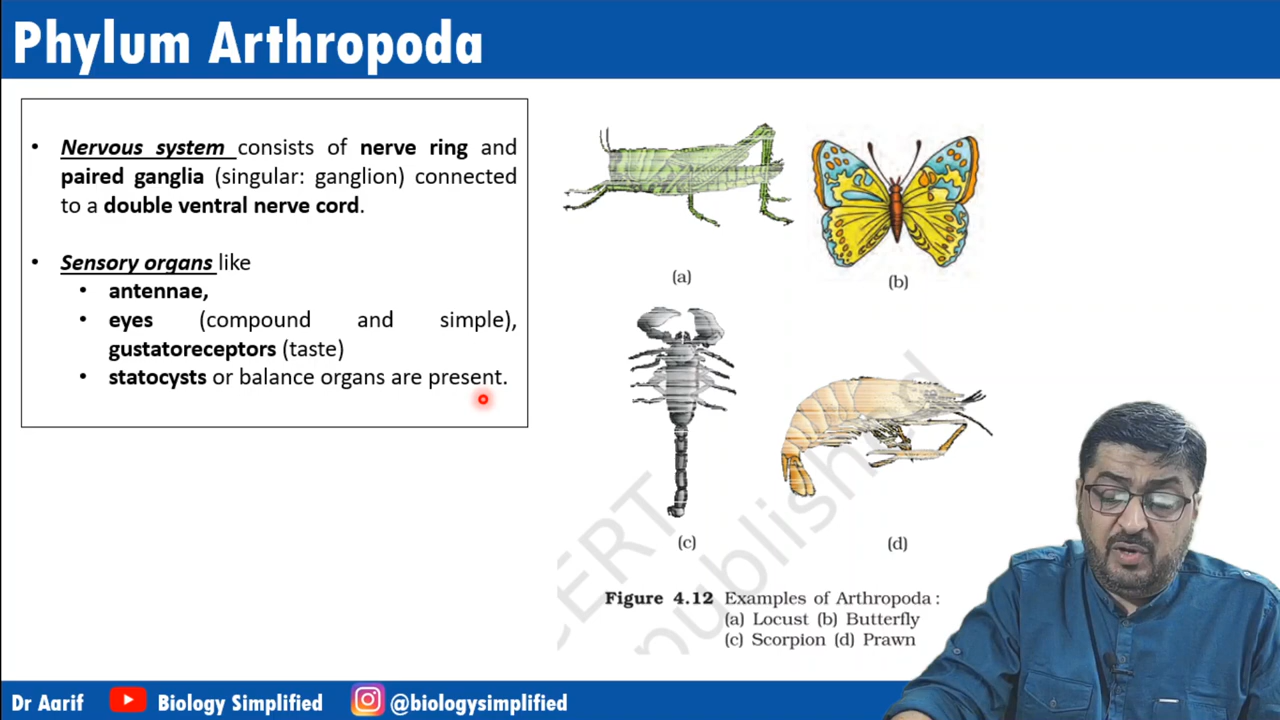 Phylum Arthropoda
• Nervous system consists of nerve ring and
paired ganglia (singular: ganglion) connected
to a double ventral nerve cord.
• Sensory organs like
• antennae,
• eyes (compound and simple),
gustatoreceptors (taste)
• statocysts or balance organs are present.
(a)
(b)
(c)
(d)
Figure 4.12 Examples of Arthropoda :
(a) Locust (b) Butterfly
(c) Scorpion (d) Prawn
Dr Aarif
Biology Simplified
@biologysimplified